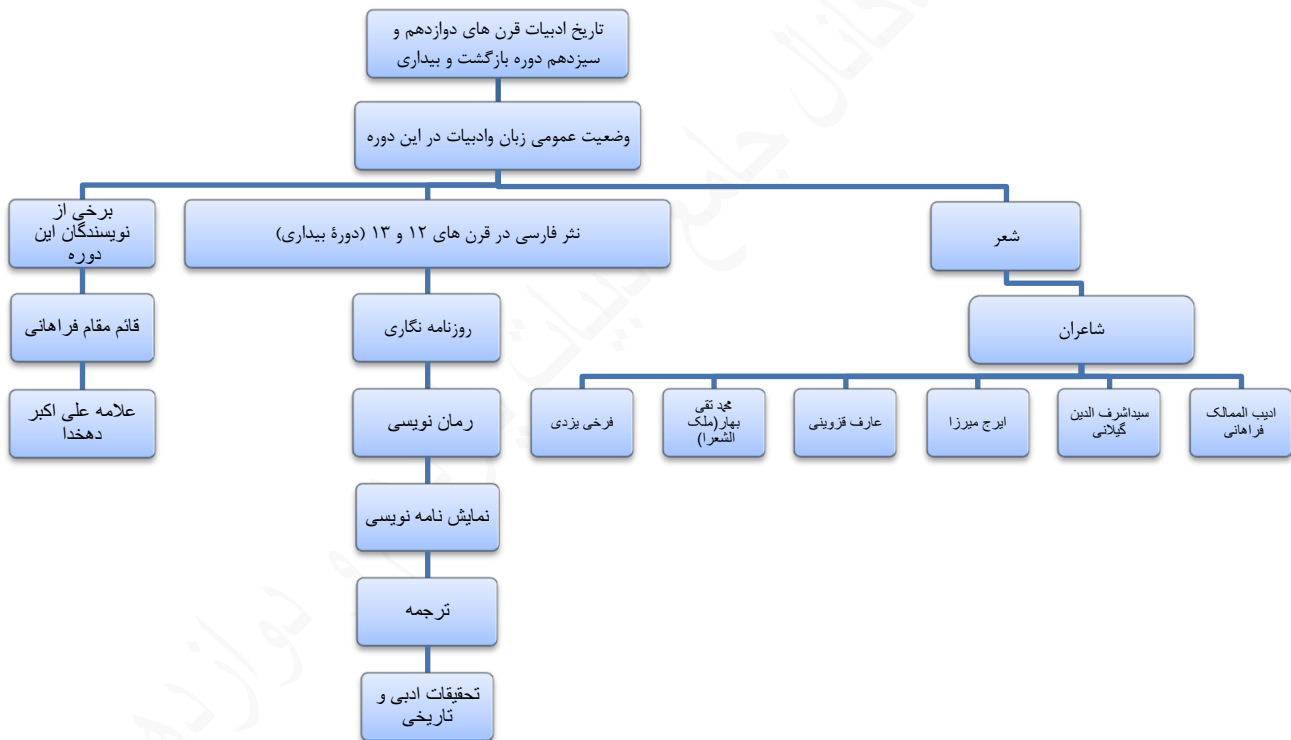 تاریخ ادبیات قرن های دوازدهم و
سیزدهم دوره بازگشت و بیداری
وضعیت عمومی زبان وادبیات در این دوره
شعر
نثر فارسی در قرن های ۱۲ و ۱۳ (دورۀ بیداری)
برخی از
نویسندگان این
دوره
شاعران
روزنامه نگاری
قائم مقام فراهانی
ادیب الممالک
فراهانی
سیداشرف الدین
گیلانی
ایرج میرزا
عارف قزوینی
محمد تقی
بهار(ملک
الشعرا)
فرخی یزدی
رمان نویسی
علامه علی اکبر
دهخدا
نمایش نامه نویسی
ترجمه
تحقیقات ادبی و
تاریخی